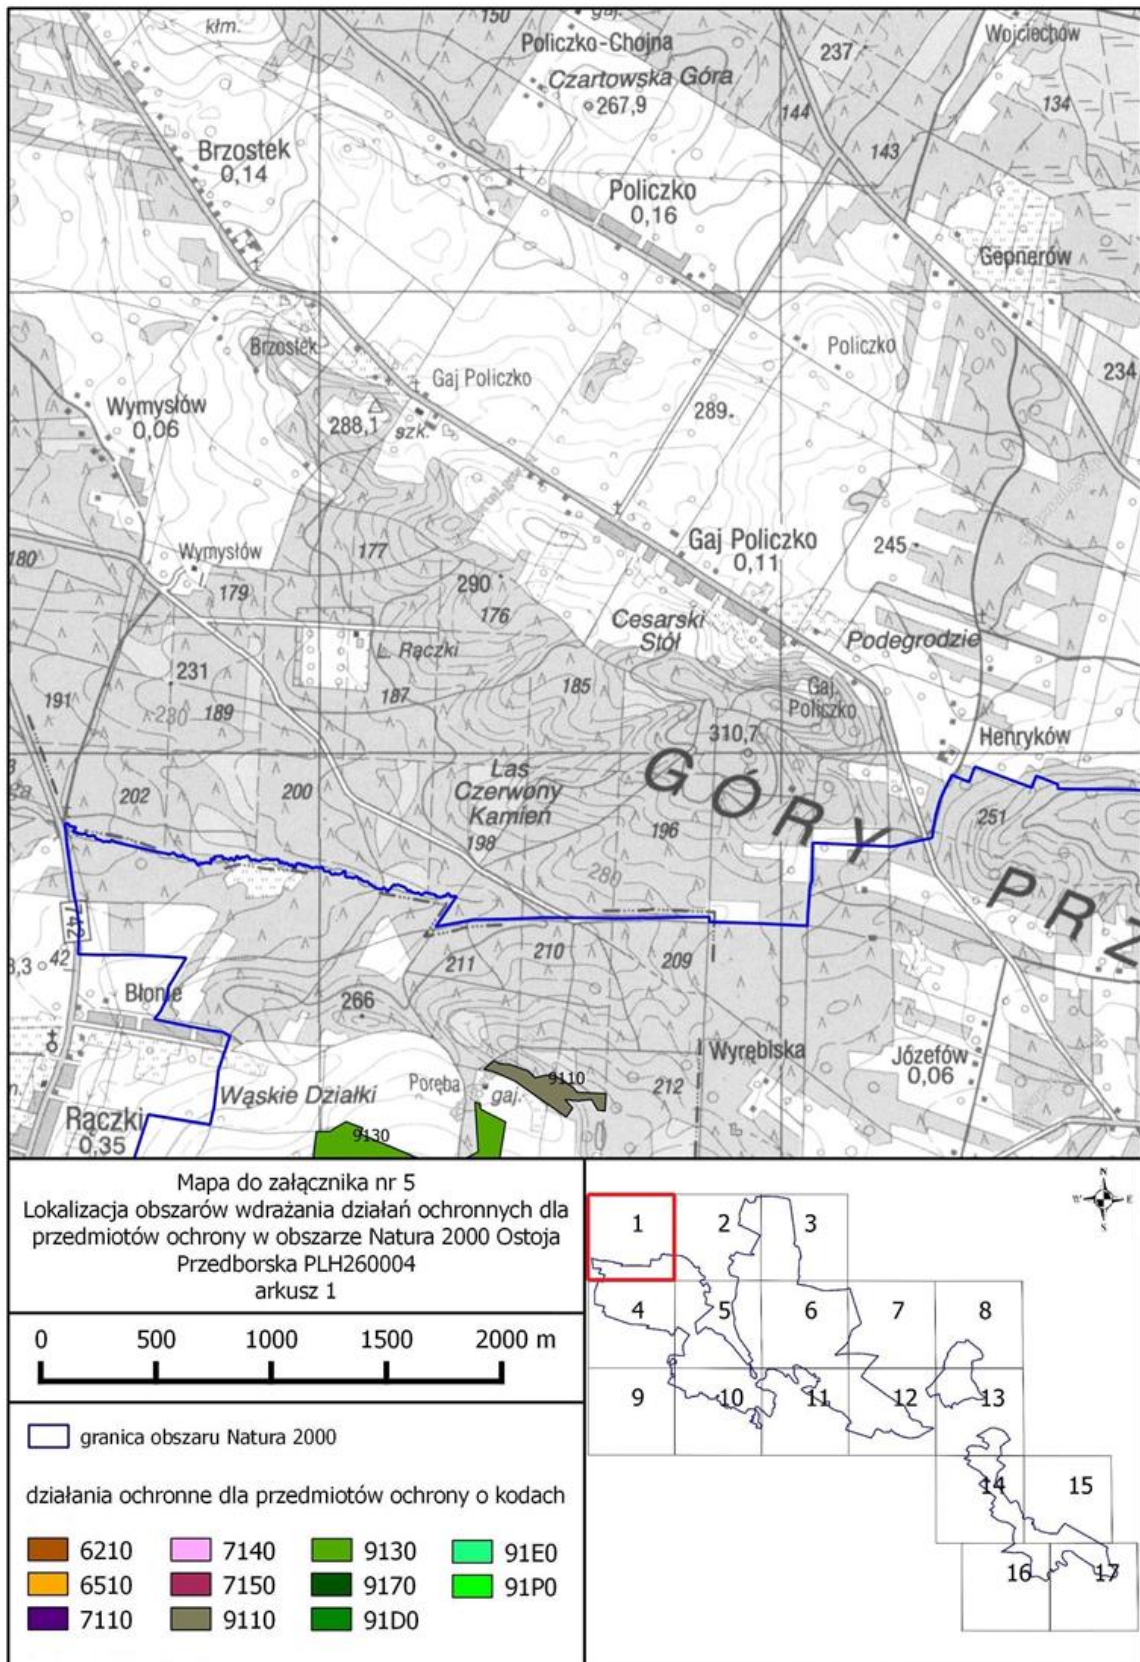 150
gaj.
kłm.
Policzko-Chojna
Wojciechów
237
Czartowska Góra
267,9
144
134
143
Brzostek
0,14
Policzko
0,16
Gepnerów
Brzostek
Gaj Policzko
Policzko
234
Wymysłów
0,06
288,1
szk.
289
Gaj Policzko
0,11
245
180
Wymysłów
177
179
290
176
Cesarski
Stół
Podegrodzie
L. Rączki
231
185
191
187
189
230
Gaj
Policzko
310,7
Henryków
GÓRY
Las
Czerwony
Kamień
202
200
251
196
198
280
PRZ
742
42
8,3
211
210
209
Błonie
266
Wyrębiska
Józefów
0,06
9110
212
Wąskie Działki
Poręba
gaj.
Rączki
0,35
9130
Mapa do załącznika nr 5
Lokalizacja obszarów wdrażania działań ochronnych dla
przedmiotów ochrony w obszarze Natura 2000 Ostoja
Przedborska PLH260004
arkusz 1
0 500 1000 1500 2000 m
granica obszaru Natura 2000
działania ochronne dla przedmiotów ochrony o kodach
6210 7140 9130 91E0
6510 7150 9170 91P0
7110 9110 91D0
N
W E
S
1 2 3
4 5 6 7 8
9 10 11 12 13
14 15
16 17